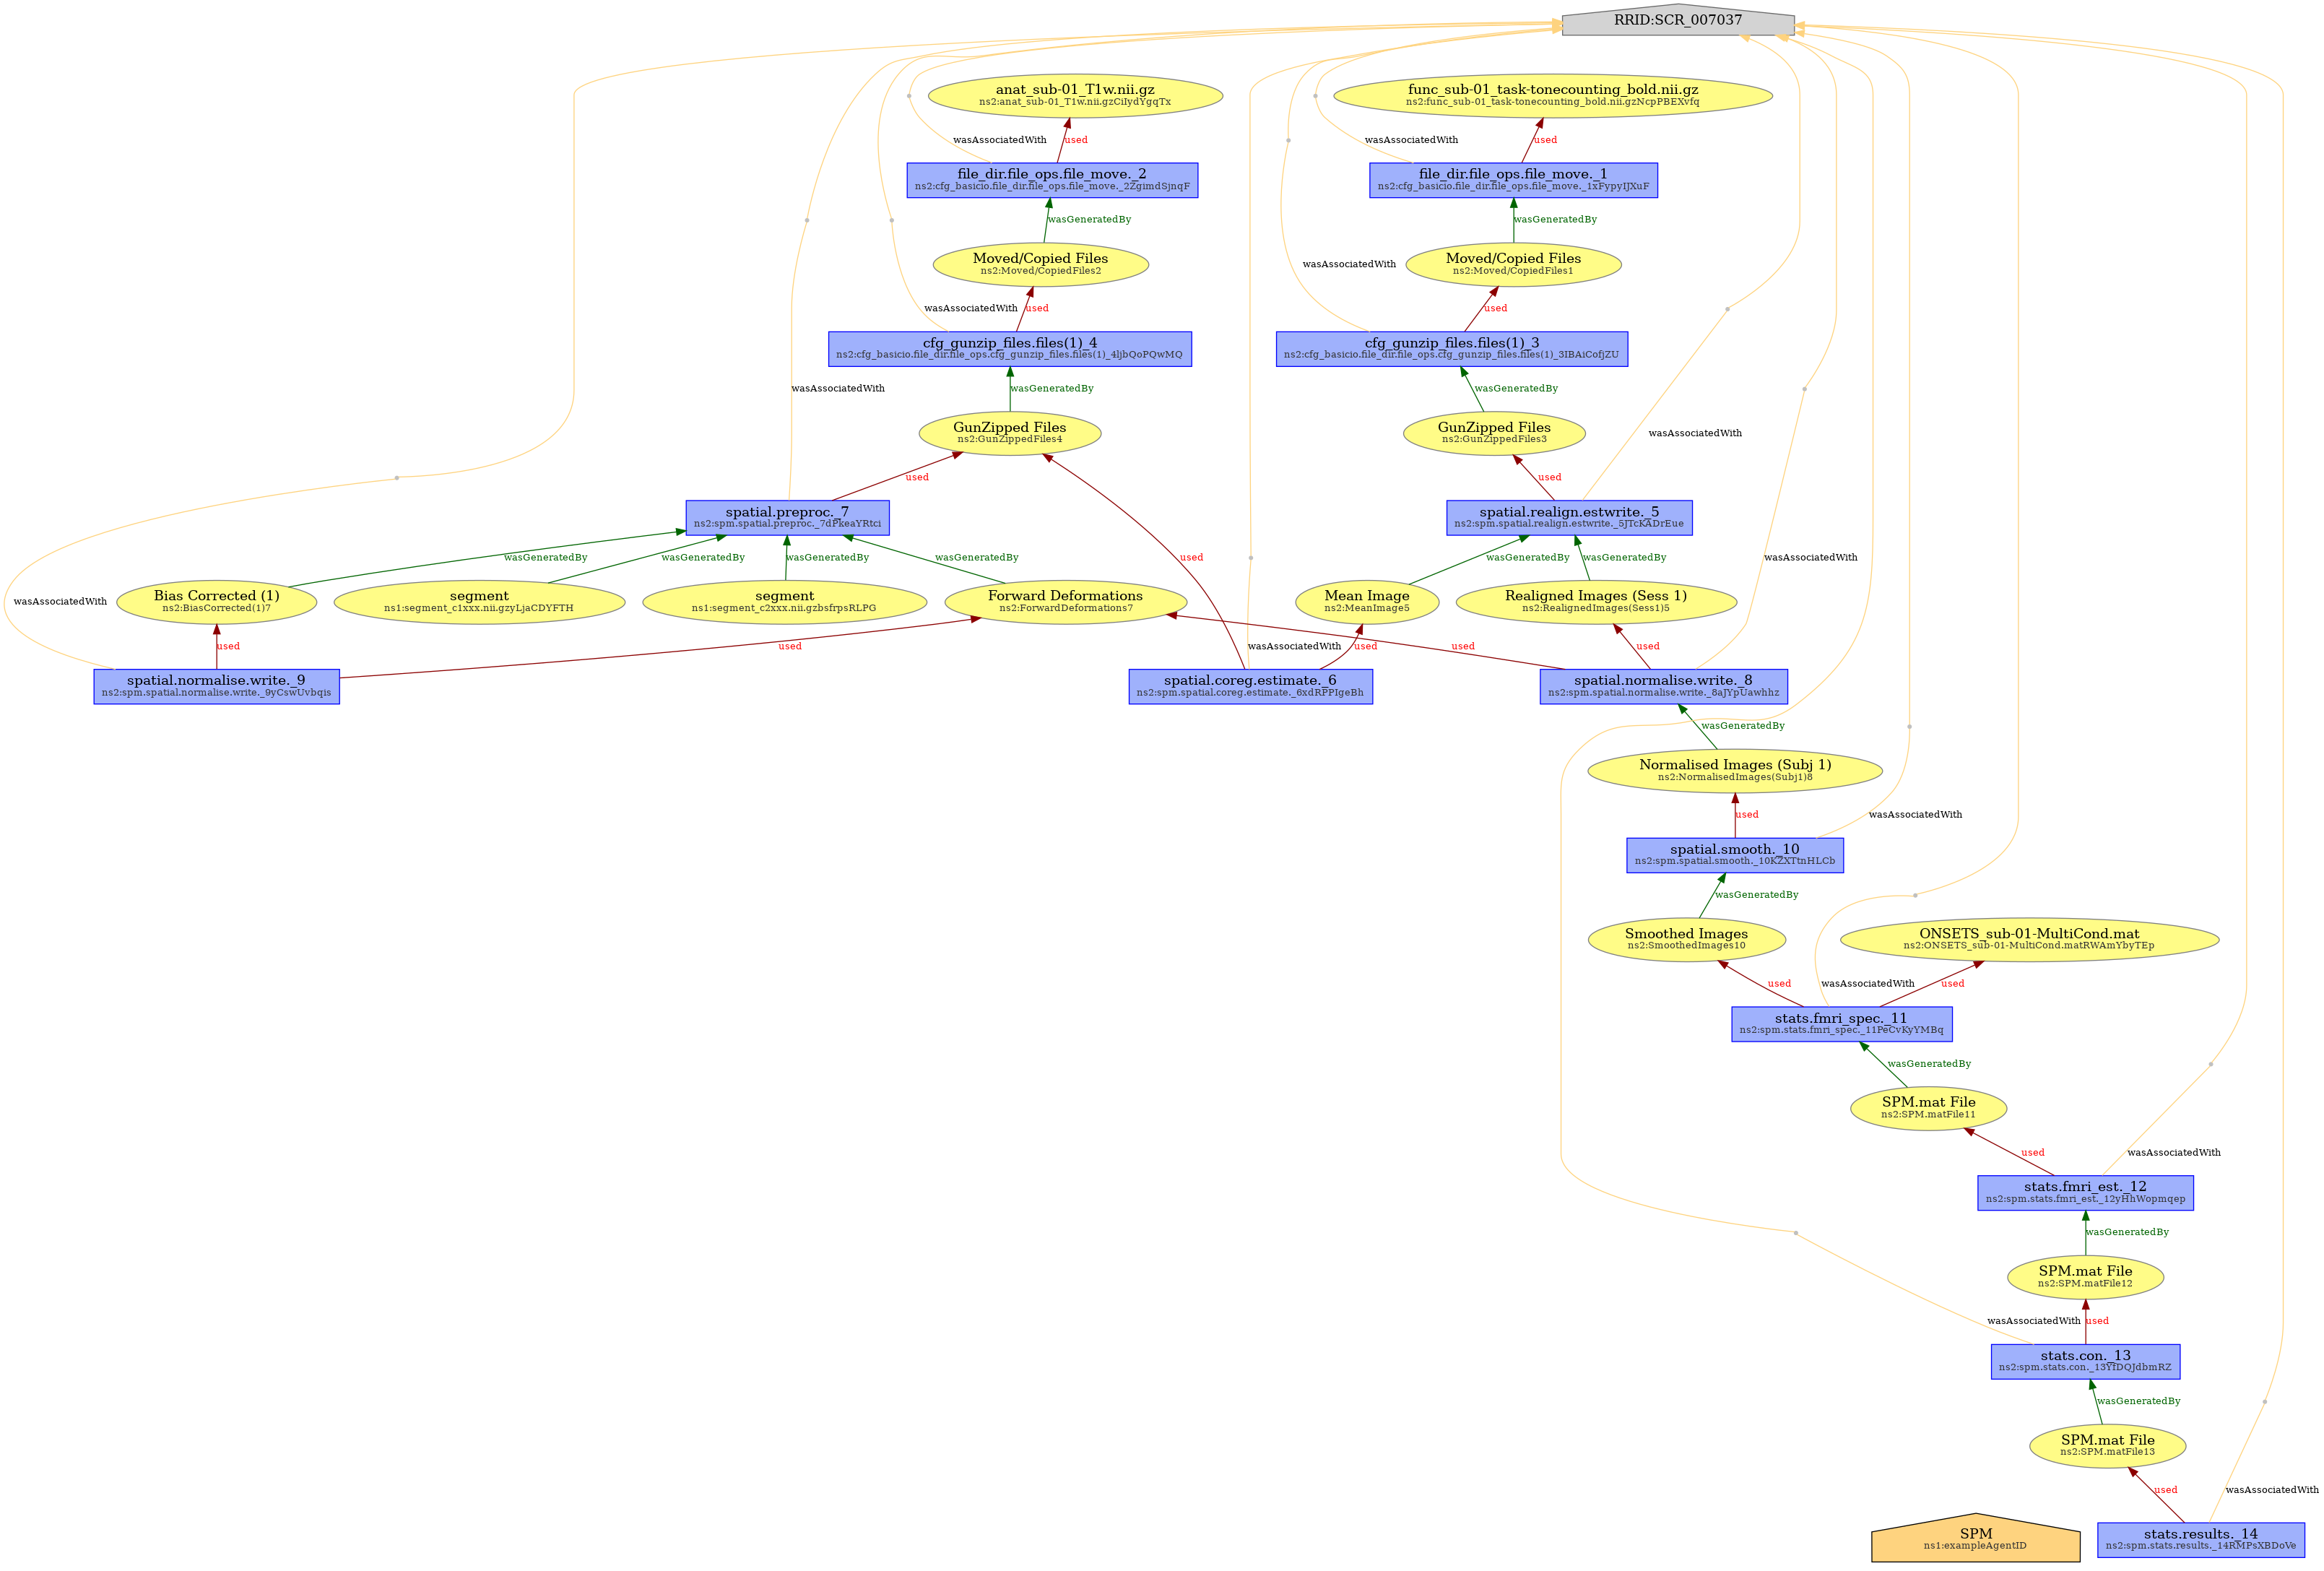 RRID:SCR_007037
anat_sub-01_T1w.nii.gz
ns2:anat_sub-01_T1w.nii.gzCiIydYgqTx
func_sub-01_task-tonecounting_bold.nii.gz
ns2:func_sub-01_task-tonecounting_bold.nii.gzNcpPBEXvfq
wasAssociatedWith
used
wasAssociatedWith
used
file_dir.file_ops.file_move._2
ns2:cfg_basicio.file_dir.file_ops.file_move._2ZgimdSjnqF
file_dir.file_ops.file_move._1
ns2:cfg_basicio.file_dir.file_ops.file_move._1xFypyIJXuF
wasGeneratedBy
wasGeneratedBy
Moved/Copied Files
ns2:Moved/CopiedFiles2
wasAssociatedWith
Moved/Copied Files
ns2:Moved/CopiedFiles1
wasAssociatedWith
used
used
cfg_gunzip_files.files(1)_4
ns2:cfg_basicio.file_dir.file_ops.cfg_gunzip_files.files(1)_4ljbQoPQwMQ
cfg_gunzip_files.files(1)_3
ns2:cfg_basicio.file_dir.file_ops.cfg_gunzip_files.files(1)_3IBAiCofjZU
wasAssociatedWith
wasGeneratedBy
wasGeneratedBy
GunZipped Files
ns2:GunZippedFiles4
GunZipped Files
ns2:GunZippedFiles3
wasAssociatedWith
used
used
spatial.preproc._7
ns2:spm.spatial.preproc._7dPkeaYRtci
spatial.realign.estwrite._5
ns2:spm.spatial.realign.estwrite._5JTcKADrEue
wasGeneratedBy
wasGeneratedBy
wasGeneratedBy
wasGeneratedBy
used
wasGeneratedBy
wasGeneratedBy
wasAssociatedWith
wasAssociatedWith
Bias Corrected (1)
ns2:BiasCorrected(1)7
segment
ns1:segment_c1xxx.nii.gzyLjaCDYFTH
segment
ns1:segment_c2xxx.nii.gzbsfrpsRLPG
Forward Deformations
ns2:ForwardDeformations7
Mean Image
ns2:MeanImage5
Realigned Images (Sess 1)
ns2:RealignedImages(Sess1)5
used
used
wasAssociatedWith
used
used
used
spatial.normalise.write._9
ns2:spm.spatial.normalise.write._9yCswUvbqis
spatial.coreg.estimate._6
ns2:spm.spatial.coreg.estimate._6xdRPPIgeBh
spatial.normalise.write._8
ns2:spm.spatial.normalise.write._8aJYpUawhhz
wasGeneratedBy
Normalised Images (Subj 1)
ns2:NormalisedImages(Subj1)8
used
wasAssociatedWith
spatial.smooth._10
ns2:spm.spatial.smooth._10KZXTtnHLCb
wasGeneratedBy
Smoothed Images
ns2:SmoothedImages10
ONSETS_sub-01-MultiCond.mat
ns2:ONSETS_sub-01-MultiCond.matRWAmYbyTEp
used
wasAssociatedWith
used
stats.fmri_spec._11
ns2:spm.stats.fmri_spec._11PeCvKyYMBq
wasGeneratedBy
SPM.mat File
ns2:SPM.matFile11
used
wasAssociatedWith
stats.fmri_est._12
ns2:spm.stats.fmri_est._12yHhWopmqep
wasGeneratedBy
SPM.mat File
ns2:SPM.matFile12
wasAssociatedWith
used
stats.con._13
ns2:spm.stats.con._13YfDQJdbmRZ
wasGeneratedBy
SPM.mat File
ns2:SPM.matFile13
used
wasAssociatedWith
SPM
ns1:exampleAgentID
stats.results._14
ns2:spm.stats.results._14RMPsXBDoVe